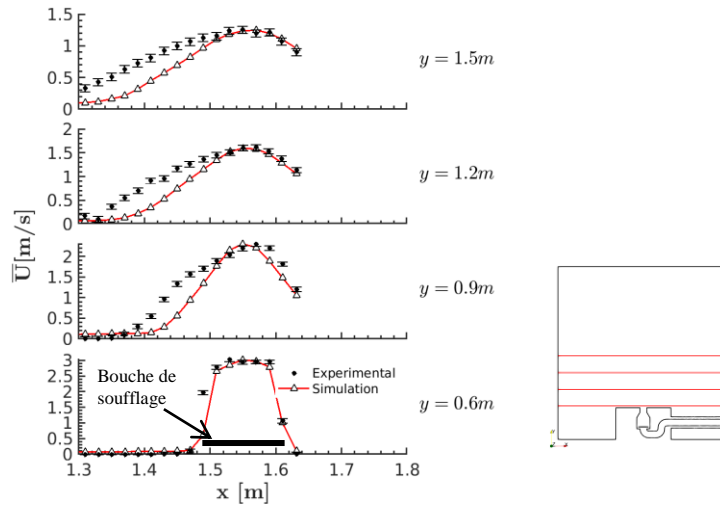 1.5
1
0.5
0
y = 1.5m
2
1.5
1
0.5
0
y = 1.2m
2
1.5
1
0.5
0
y = 0.9m
U[m/s]
3
2.5
2
1.5
1
0.5
0
Bouche de
soufflage
Experimental
Simulation
y = 0.6m
1.3 1.4 1.5 1.6 1.7 1.8
x [m]